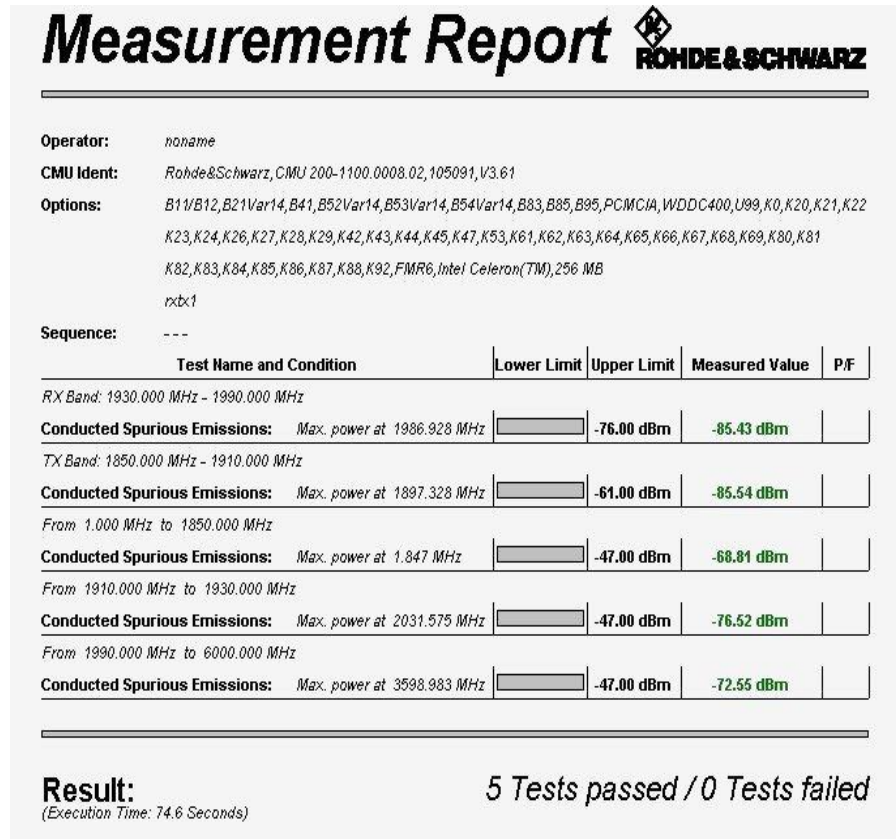 Measurement Report ROHDE&SCHWARZ
Operator: noname
CMU Ident: Rohde&Schwarz,CMU 200-1100.0008.02,105091,V3.61
Options: B11/B12,B21Var14,B41,B52Var14,B53Var14,B54Var14,B83,B85,B95,PCMCIA,WDDC400,U99,K0,K20,K21,K22
K23,K24,K26,K27,K28,K29,K42,K43,K44,K45,K47,K53,K61,K62,K63,K64,K65,K66,K67,K68,K69,K80,K81
K82,K83,K84,K85,K86,K87,K88,K92,FMR6,Intel Celeron(TM),256 MB
rxtx1
Sequence: ---
Test Name and Condition Lower Limit Upper Limit Measured Value P/F
RX Band: 1930.000 MHz - 1990.000 MHz
Conducted Spurious Emissions: Max. power at 1986.928 MHz -76.00 dBm -85.43 dBm
TX Band: 1850.000 MHz - 1910.000 MHz
Conducted Spurious Emissions: Max. power at 1897.328 MHz -61.00 dBm -85.54 dBm
From 1.000 MHz to 1850.000 MHz
Conducted Spurious Emissions: Max. power at 1.847 MHz -47.00 dBm -68.81 dBm
From 1910.000 MHz to 1930.000 MHz
Conducted Spurious Emissions: Max. power at 2031.575 MHz -47.00 dBm -76.52 dBm
From 1990.000 MHz to 6000.000 MHz
Conducted Spurious Emissions: Max. power at 3598.983 MHz -47.00 dBm -72.55 dBm
Result: 5 Tests passed / 0 Tests failed
(Execution Time: 74.6 Seconds)